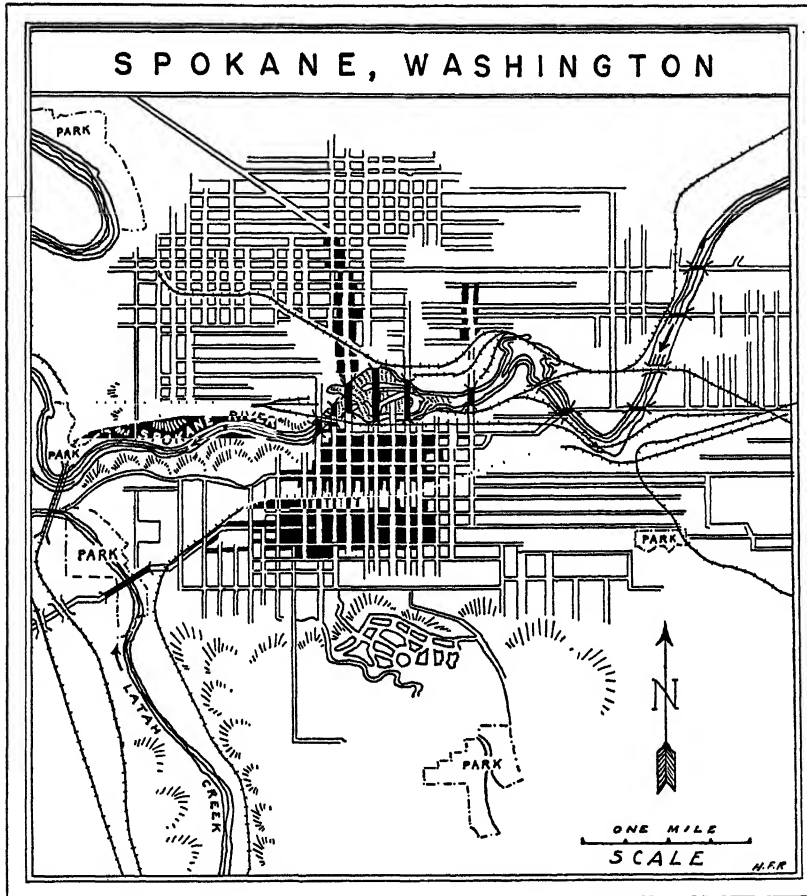 SPOKANE, WASHINGTON
PARK
SPOKANE RIVER
PARK
PARK
PARK
LATAH CREEK
N
PARK
ONE MILE
SCALE
H.F.R